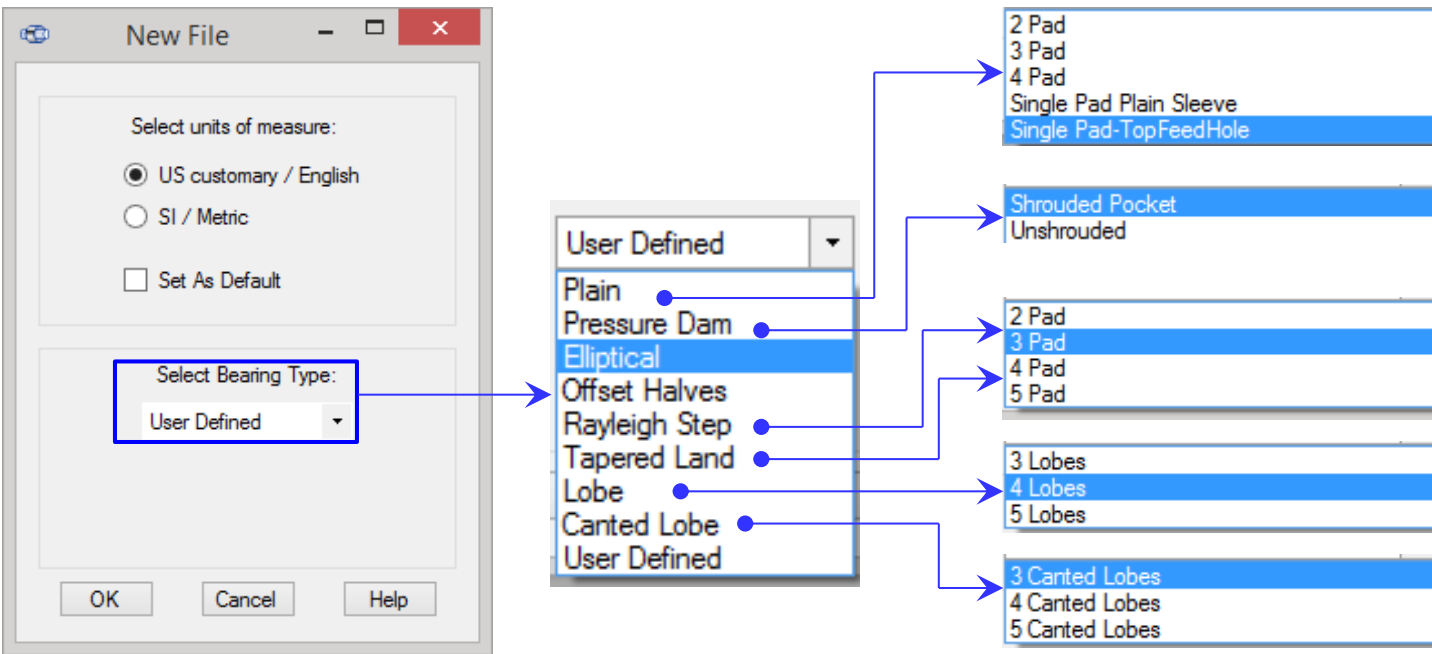 New File
Select units of measure:
US customary / English
SI / Metric
Set As Default
Select Bearing Type:
User Defined
OK
Cancel
Help
User Defined
Plain
Pressure Dam
Elliptical
Offset Halves
Rayleigh Step
Tapered Land
Lobe
Canted Lobe
User Defined
2 Pad
3 Pad
4 Pad
Single Pad Plain Sleeve
Single Pad-TopFeedHole
Shrouded Pocket
Unshrouded
2 Pad
3 Pad
4 Pad
5 Pad
3 Lobes
4 Lobes
5 Lobes
3 Canted Lobes
4 Canted Lobes
5 Canted Lobes